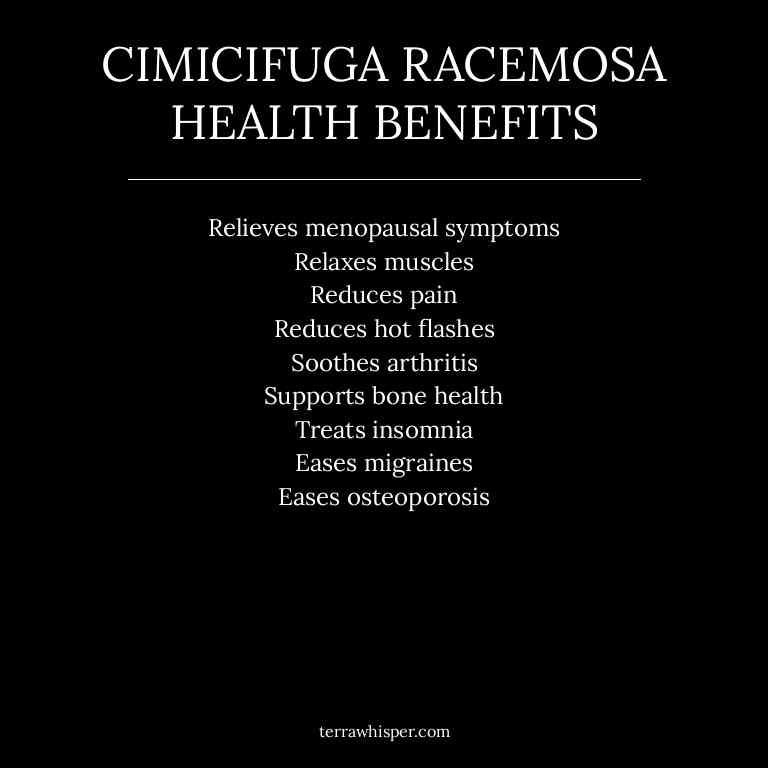 CIMICIFUGA RACEMOSA
HEALTH BENEFITS
Relieves menopausal symptoms
Relaxes muscles
Reduces pain
Reduces hot flashes
Soothes arthritis
Supports bone health
Treats insomnia
Eases migraines
Eases osteoporosis
terrawhisper.com